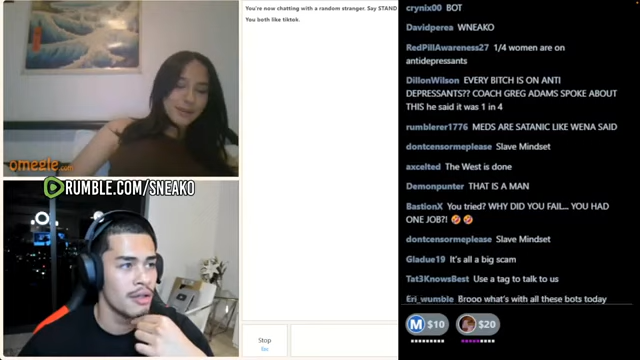 You're now chatting with a random stranger. Say STAND
You both like tiktok.
omegle.com
RUMBLE.COM/SNEAKO
Stop
Esc
crynix00 BOT
Davidperea WNEAKO
RedPillAwareness27 1/4 women are on
antidepressants
DillonWilson EVERY BITCH IS ON ANTI
DEPRESSANTS?? COACH GREG ADAMS SPOKE ABOUT
THIS he said it was 1 in 4
rumblerer1776 MEDS ARE SATANIC LIKE WENA SAID
dontcensormeplease Slave Mindset
axcelted The West is done
Demonpunter THAT IS A MAN
BastionX You tried? WHY DID YOU FAIL... YOU HAD
ONE JOB?! 🤣 🤣
dontcensormeplease Slave Mindset
Gladue19 It's all a big scam
Tat3KnowsBest Use a tag to talk to us
Eri_wumble Brooo what's with all these bots today
M $10
$20